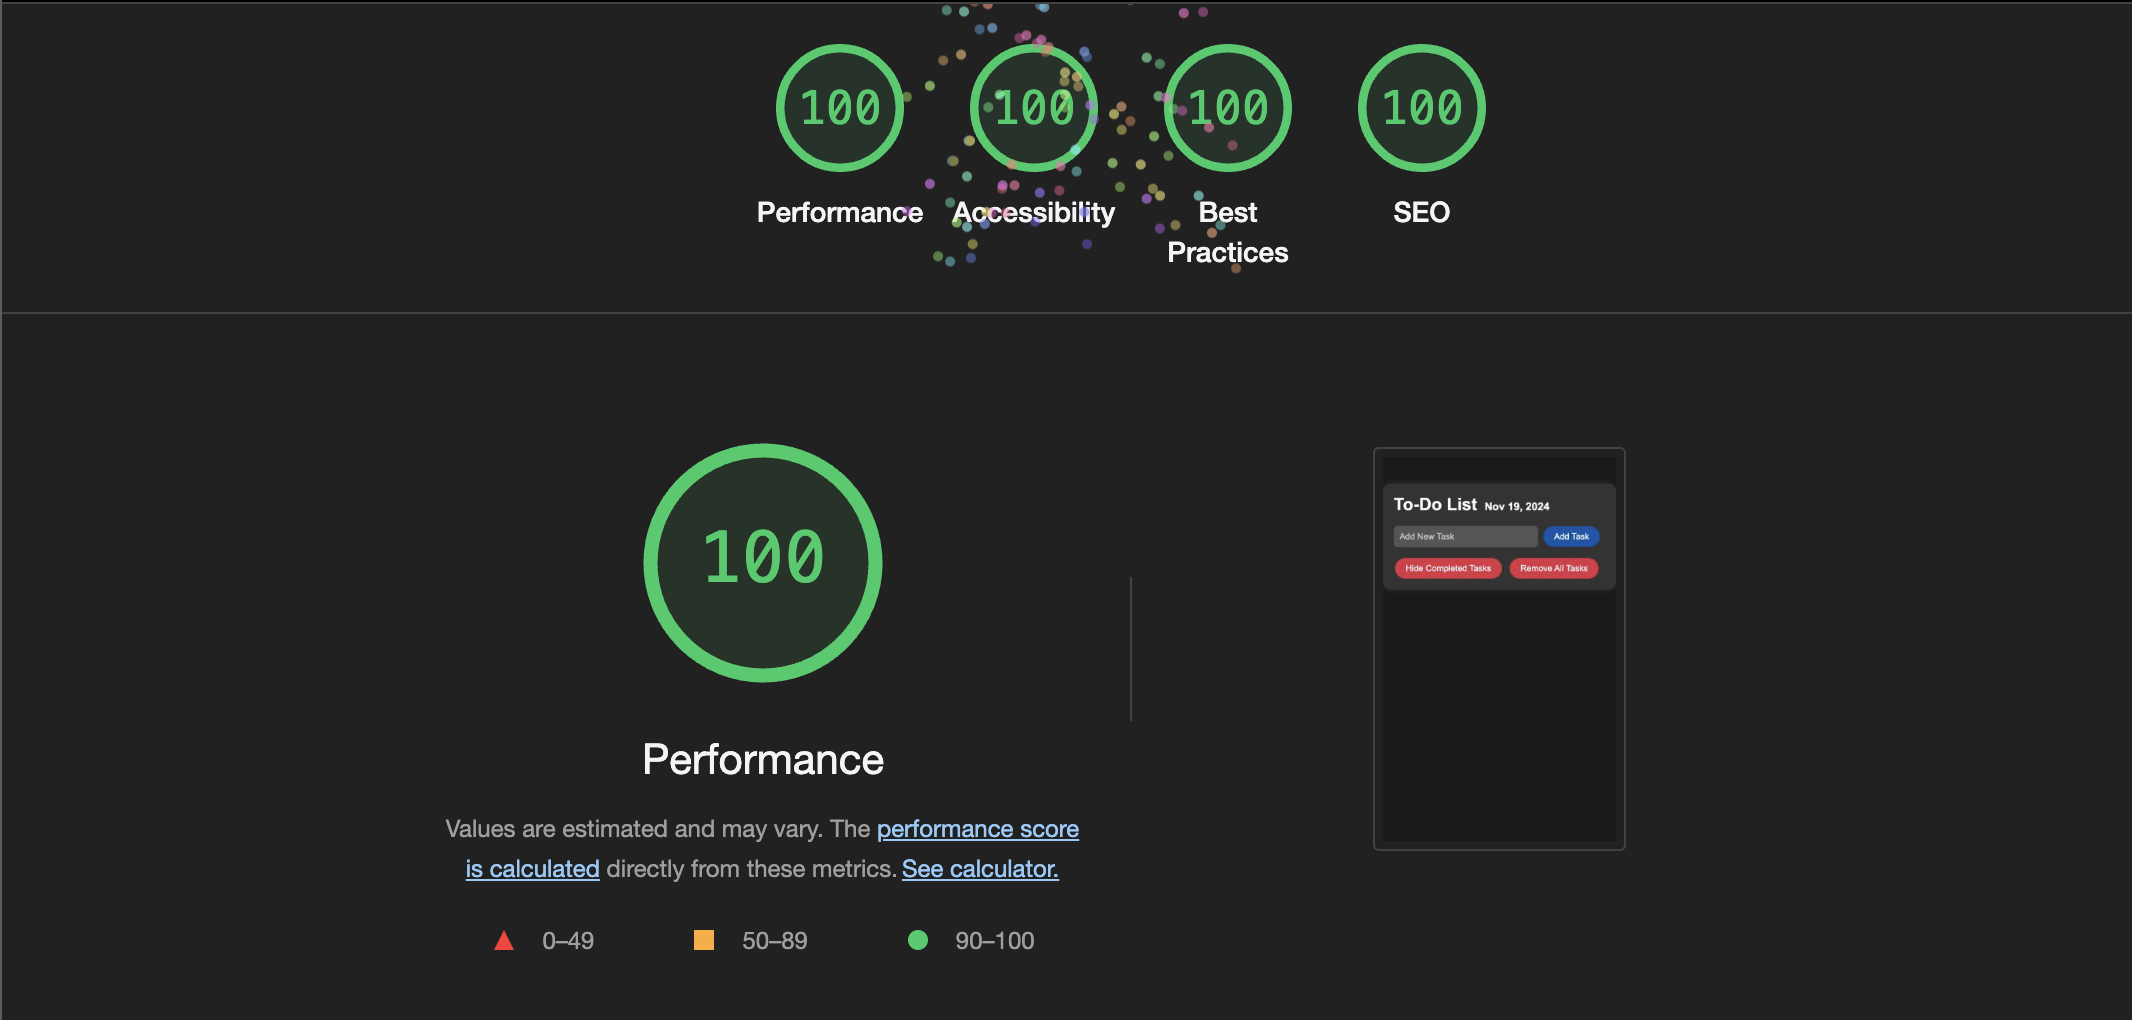 100
100
100
100
Performance
Accessibility
Best
Practices
SEO
100
Performance
Values are estimated and may vary. The performance score
is calculated directly from these metrics. See calculator.
0–49
50–89
90–100
To-Do List Nov 19, 2024
Add New Task
Add Task
Hide Completed Tasks
Remove All Tasks